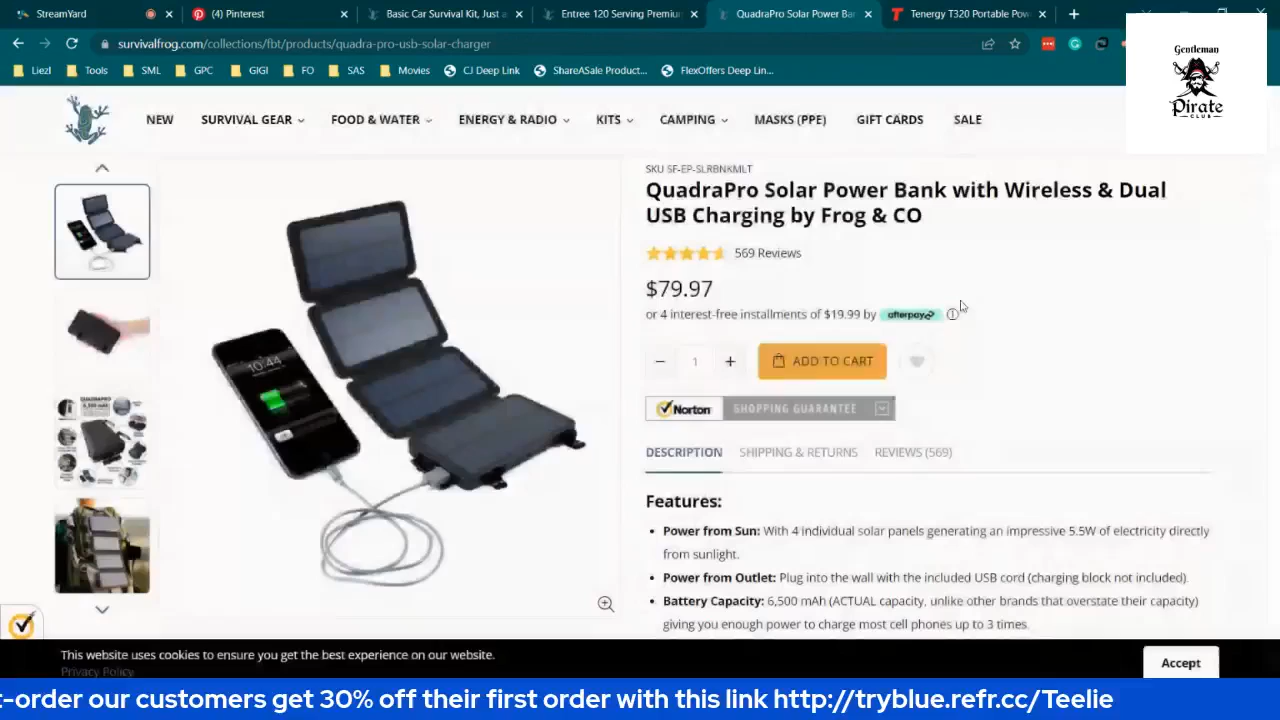 StreamYard
(4) Pinterest
Basic Car Survival Kit, Just a
Entree 120 Serving Premium
QuadraPro Solar Power Ban
Tenergy T320 Portable Pow
survivalfrog.com/collections/fbt/products/quadra-pro-usb-solar-charger
Liezl
Tools
SML
GPC
GIGI
FO
SAS
Movies
CJ Deep Link
ShareASale Product...
FlexOffers Deep Lin...
Gentleman
Pirate
CLUB
NEW
SURVIVAL GEAR
FOOD & WATER
ENERGY & RADIO
KITS
CAMPING
MASKS (PPE)
GIFT CARDS
SALE
SKU SF-EP-SLRBNKMLT
QuadraPro Solar Power Bank with Wireless & Dual
USB Charging by Frog & CO
569 Reviews
$79.97
or 4 interest-free installments of $19.99 by afterpay
1
ADD TO CART
Norton SHOPPING GUARANTEE
DESCRIPTION
SHIPPING & RETURNS
REVIEWS (569)
Features:
Power from Sun: With 4 individual solar panels generating an impressive 5.5W of electricity directly
from sunlight.
Power from Outlet: Plug into the wall with the included USB cord (charging block not included).
Battery Capacity: 6,500 mAh (ACTUAL capacity, unlike other brands that overstate their capacity)
giving you enough power to charge most cell phones up to 3 times.
10:44
QUADRAPRO
This website uses cookies to ensure you get the best experience on our website.
Privacy Policy
Accept
t-order our customers get 30% off their first order with this link http://tryblue.refr.cc/Teelie